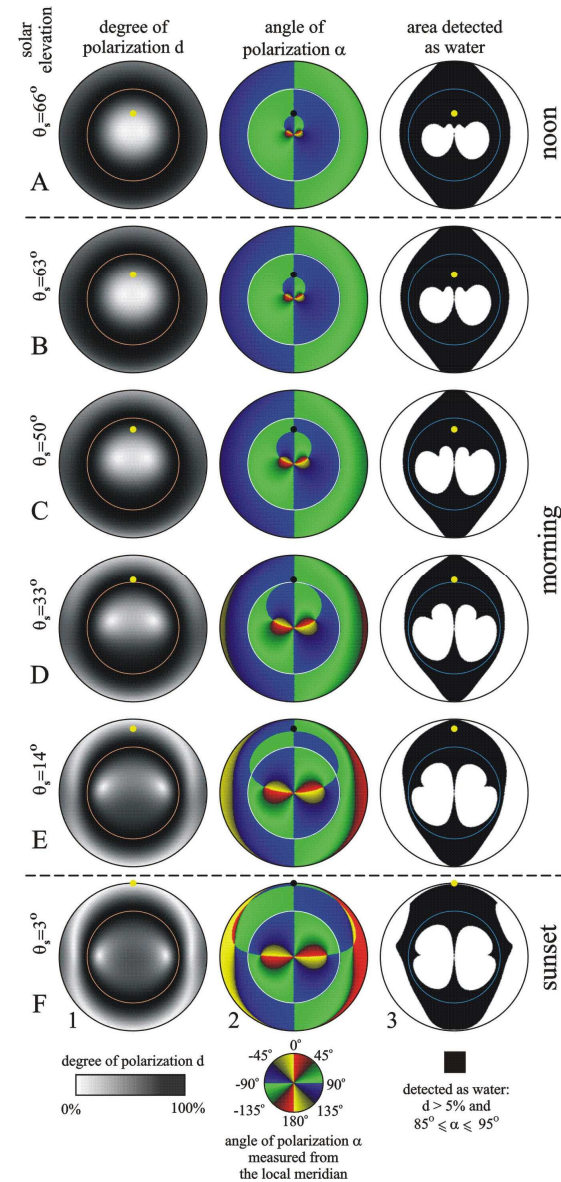 solar
elevation
degree of
polarization d
angle of
polarization α
area detected
as water
θs=66°
A
noon
θs=63°
B
θs=50°
C
θs=33°
D
morning
θs=14°
E
θs=3°
F
1
2
3
sunset
degree of polarization d
0%
100%
0°
-45°
45°
-90°
90°
-135°
135°
180°
angle of polarization α
measured from
the local meridian
detected as water:
d > 5% and
85° ⩽ α ⩽ 95°